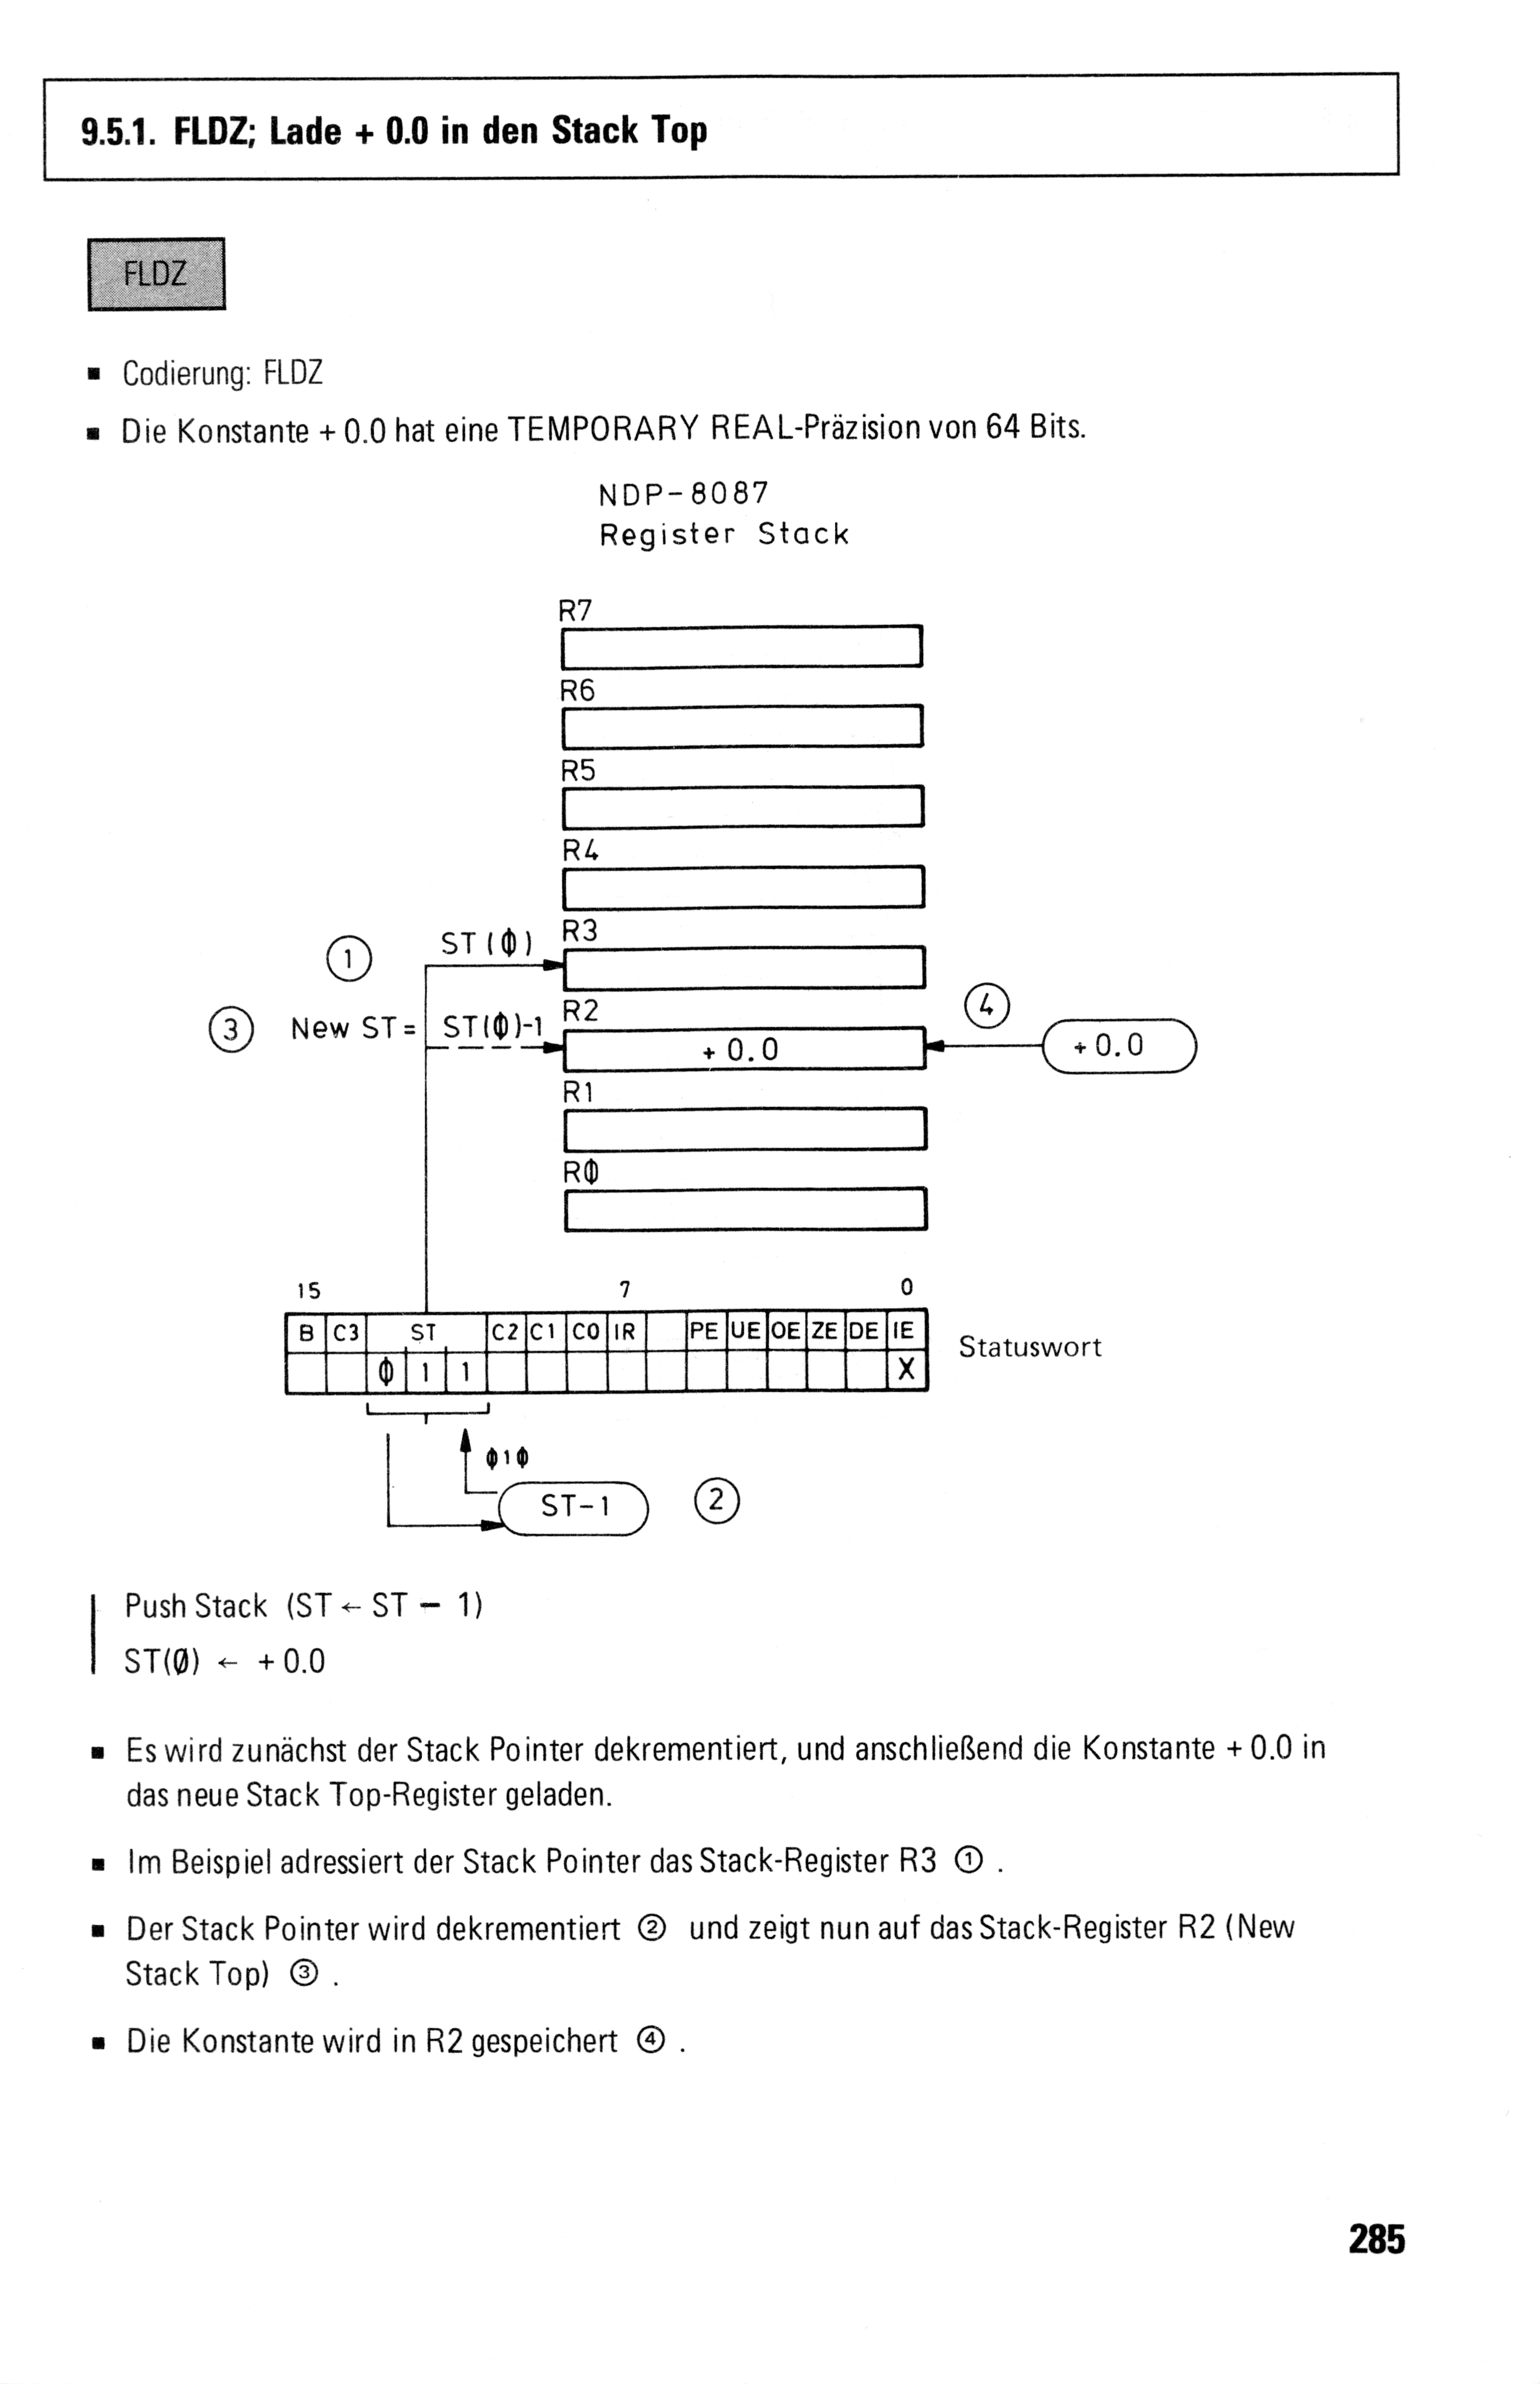 9.5.1. FLDZ; Lade + 0.0 in den Stack Top
FLDZ
▪ Codierung: FLDZ
▪ Die Konstante + 0.0 hat eine TEMPORARY REAL-Präzision von 64 Bits.
NDP-8087
Register Stack
R7
R6
R5
R4
R3
① ST(∅)
R2
③ New ST= ST(∅)-1
+ 0.0
④
+ 0.0
R1
R∅
15 7 0
B C3 ST C2 C1 C0 IR PE UE OE ZE DE IE
∅ 1 1 X
Statuswort
∅1∅
ST-1 ②
Push Stack (ST ← ST − 1)
ST(∅) ← + 0.0
▪ Es wird zunächst der Stack Pointer dekrementiert, und anschließend die Konstante + 0.0 in
das neue Stack Top-Register geladen.
▪ Im Beispiel adressiert der Stack Pointer das Stack-Register R3 ① .
▪ Der Stack Pointer wird dekrementiert ② und zeigt nun auf das Stack-Register R2 (New
Stack Top) ③ .
▪ Die Konstante wird in R2 gespeichert ④ .
285